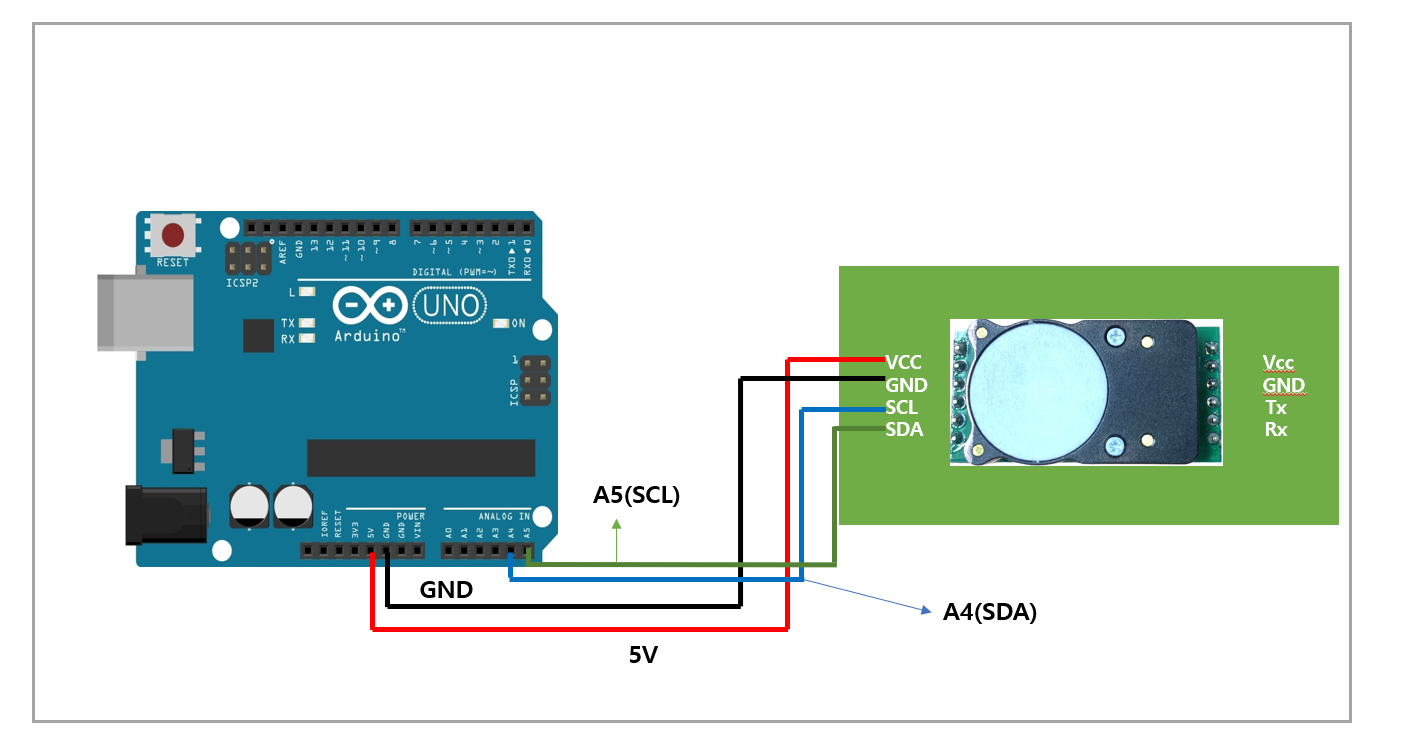 RESET
ICSP2
AREF
GND
13
12
~11
~10
~9
8
7
~6
~5
4
~3
2
TX0▶1
RX0◀0
DIGITAL (PWM=~)
L
TX
RX
Arduino™
UNO
ON
1
ICSP
IOREF
RESET
3V3
5V
GND
GND
VIN
POWER
A0
A1
A2
A3
A4
A5
ANALOG IN
VCC
GND
SCL
SDA
Vcc
GND
Tx
Rx
A5(SCL)
GND
A4(SDA)
5V